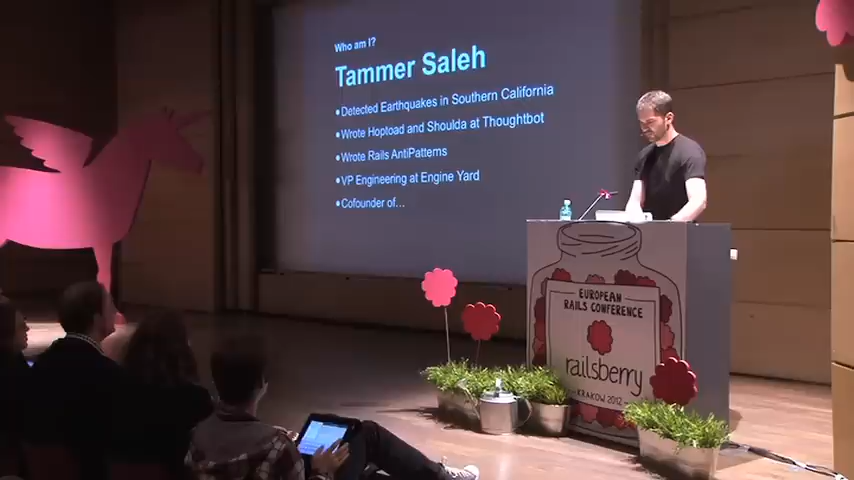 Who am I?
Tammer Saleh
•Detected Earthquakes in Southern California
•Wrote Hoptoad and Shoulda at Thoughtbot
•Wrote Rails AntiPatterns
•VP Engineering at Engine Yard
•Cofounder of...
EUROPEAN
RAILS CONFERENCE
railsberry
KRAKOW 2012